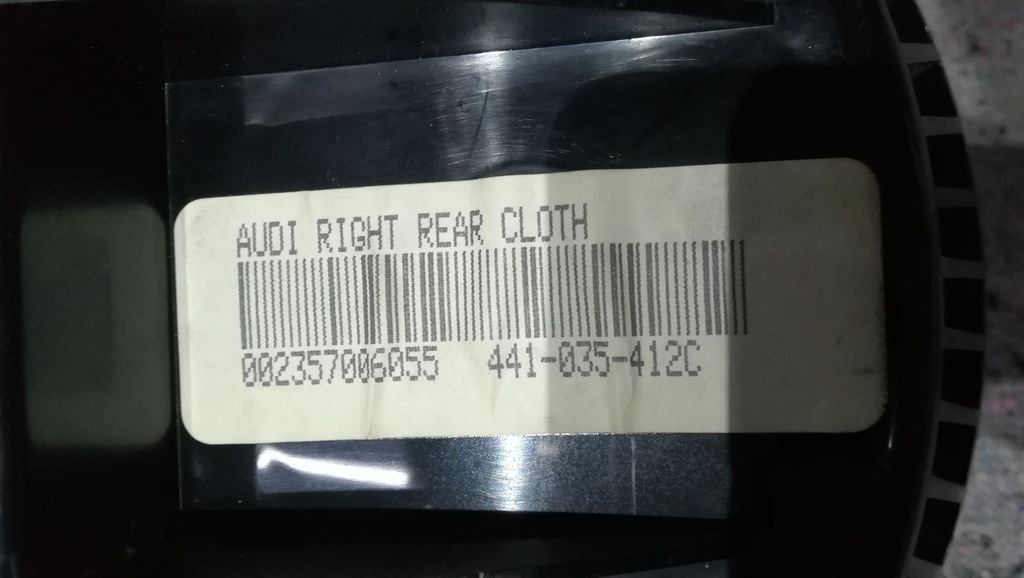 AUDI RIGHT REAR CLOTH
002357006055 441-035-412C